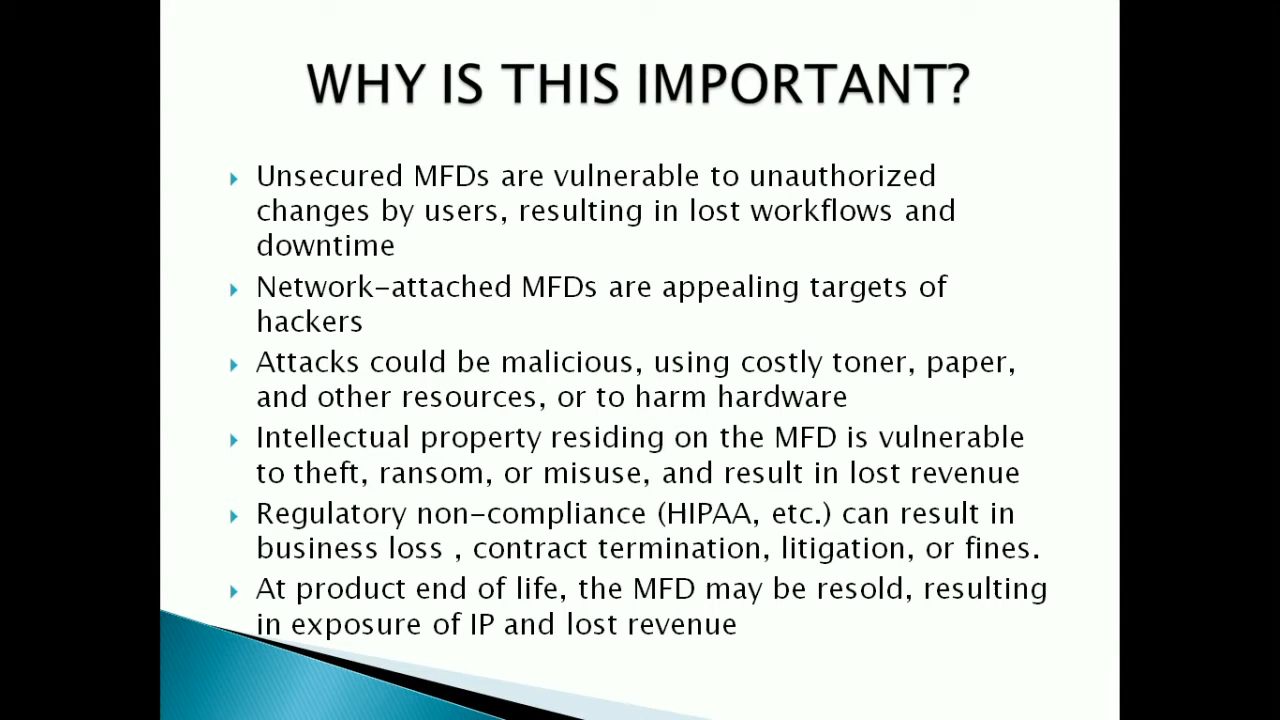 WHY IS THIS IMPORTANT?
Unsecured MFDs are vulnerable to unauthorized
changes by users, resulting in lost workflows and
downtime
Network-attached MFDs are appealing targets of
hackers
Attacks could be malicious, using costly toner, paper,
and other resources, or to harm hardware
Intellectual property residing on the MFD is vulnerable
to theft, ransom, or misuse, and result in lost revenue
Regulatory non-compliance (HIPAA, etc.) can result in
business loss , contract termination, litigation, or fines.
At product end of life, the MFD may be resold, resulting
in exposure of IP and lost revenue